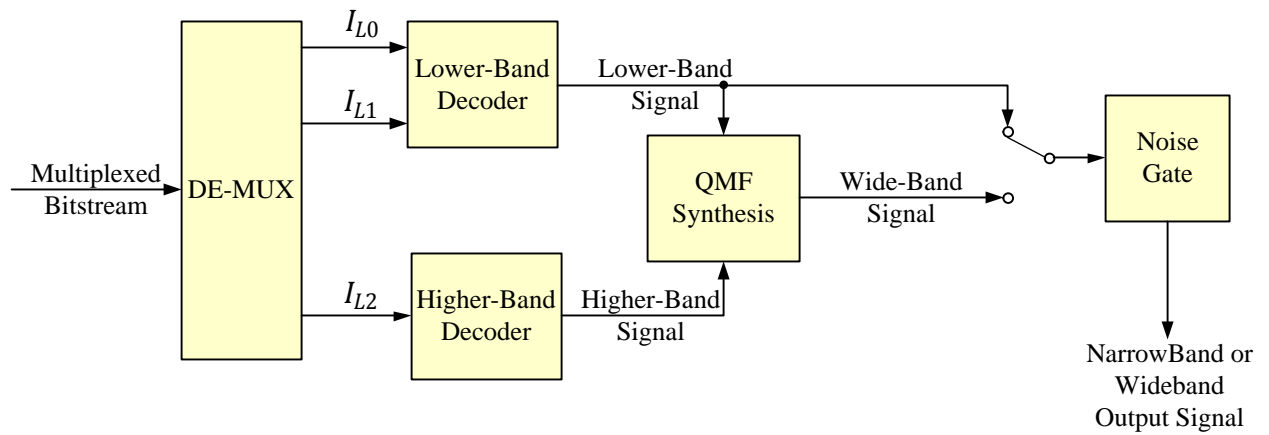 Multiplexed
Bitstream
DE-MUX
I_{L0}
I_{L1}
I_{L2}
Lower-Band
Decoder
Higher-Band
Decoder
Lower-Band
Signal
Higher-Band
Signal
QMF
Synthesis
Wide-Band
Signal
Noise
Gate
NarrowBand or
Wideband
Output Signal